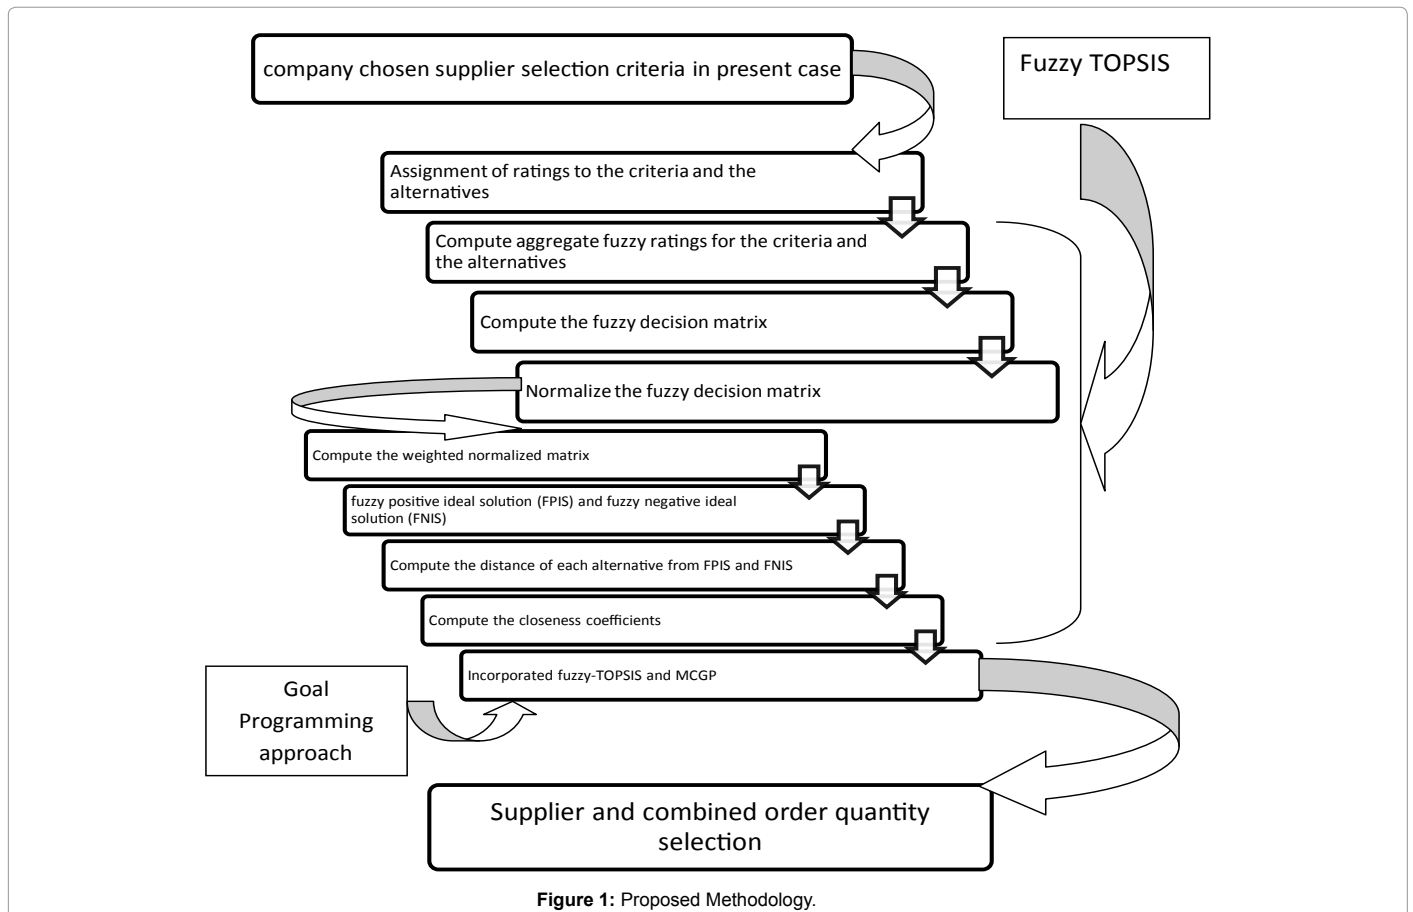 company chosen supplier selection criteria in present case
Fuzzy TOPSIS
Assignment of ratings to the criteria and the
alternatives
Compute aggregate fuzzy ratings for the criteria and
the alternatives
Compute the fuzzy decision matrix
Normalize the fuzzy decision matrix
Compute the weighted normalized matrix
fuzzy positive ideal solution (FPIS) and fuzzy negative ideal
solution (FNIS)
Compute the distance of each alternative from FPIS and FNIS
Compute the closeness coefficients
Incorporated fuzzy-TOPSIS and MCGP
Goal
Programming
approach
Supplier and combined order quantity
selection
Figure 1: Proposed Methodology.